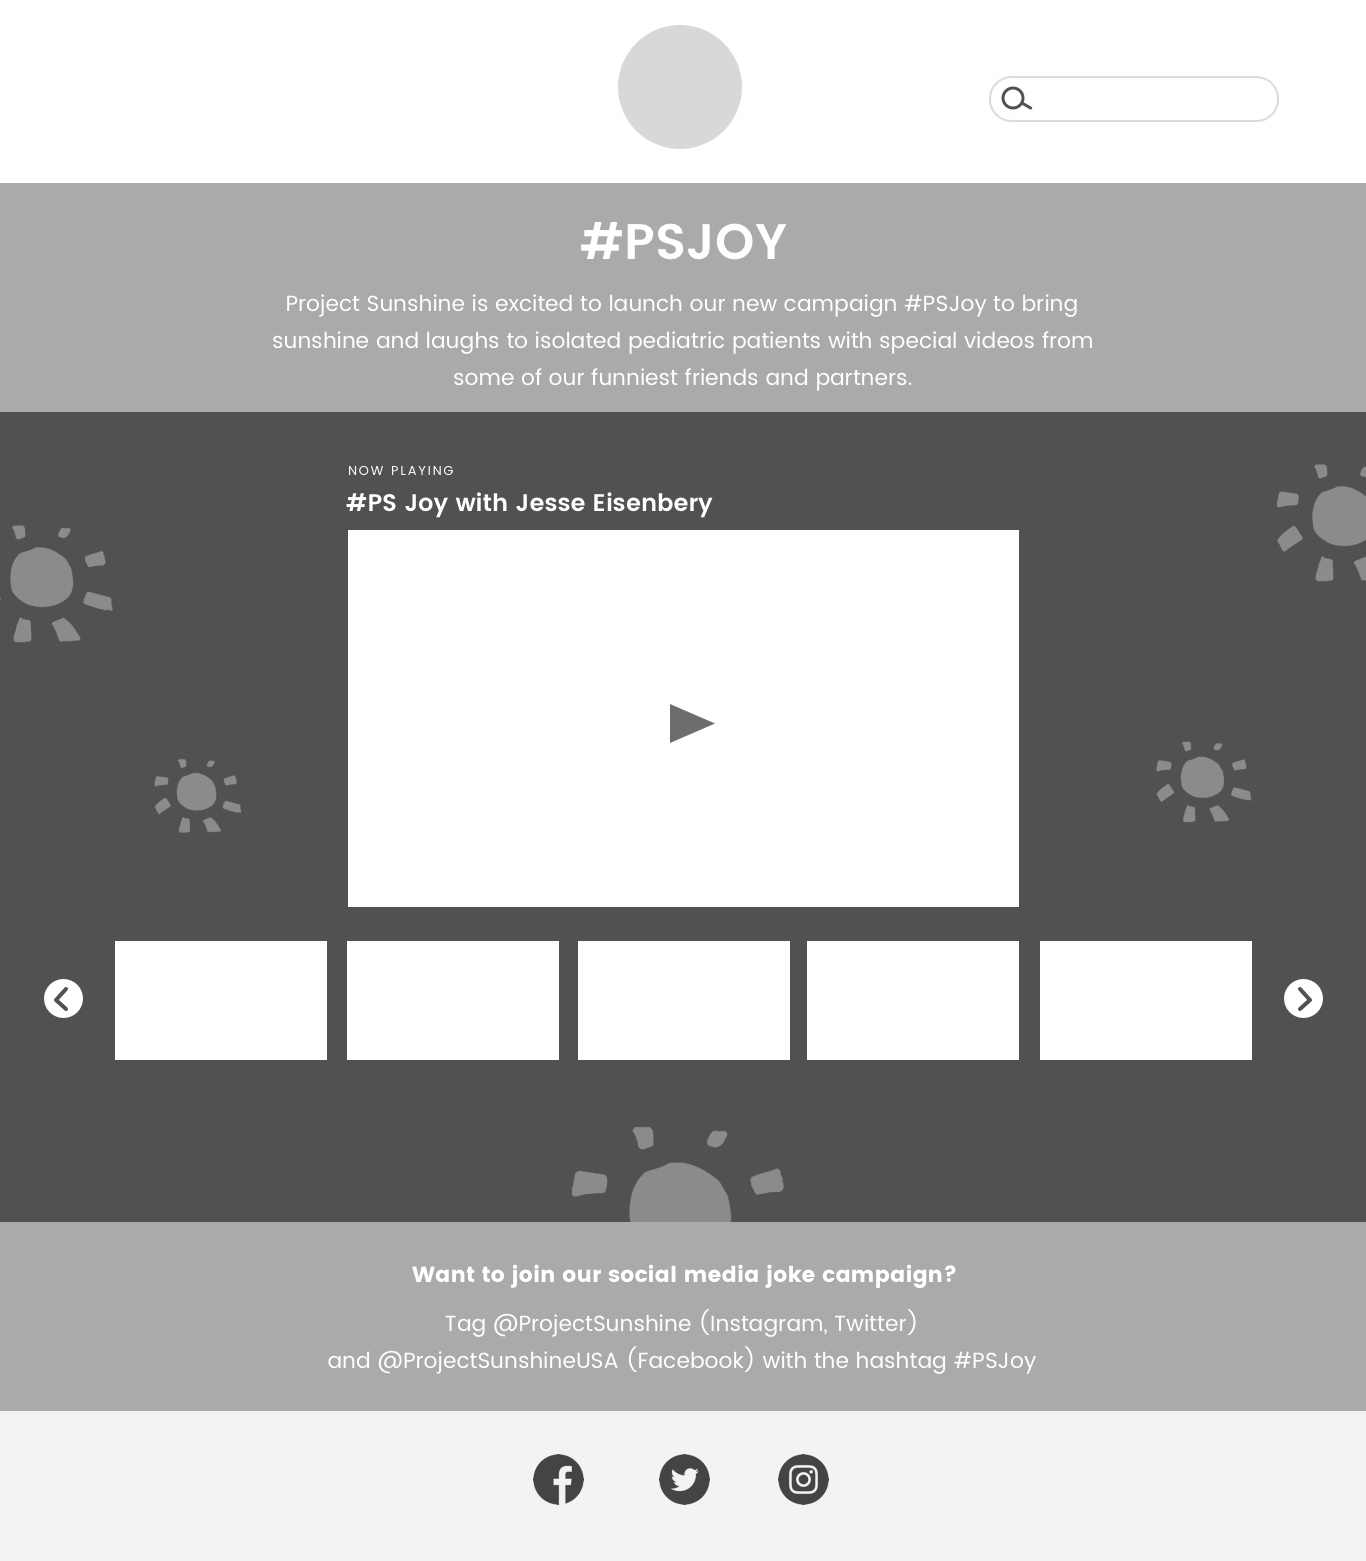 #PSJOY
Project Sunshine is excited to launch our new campaign #PSJoy to bring
sunshine and laughs to isolated pediatric patients with special videos from
some of our funniest friends and partners.
NOW PLAYING
#PS Joy with Jesse Eisenbery
Want to join our social media joke campaign?
Tag @ProjectSunshine (Instagram, Twitter)
and @ProjectSunshineUSA (Facebook) with the hashtag #PSJoy